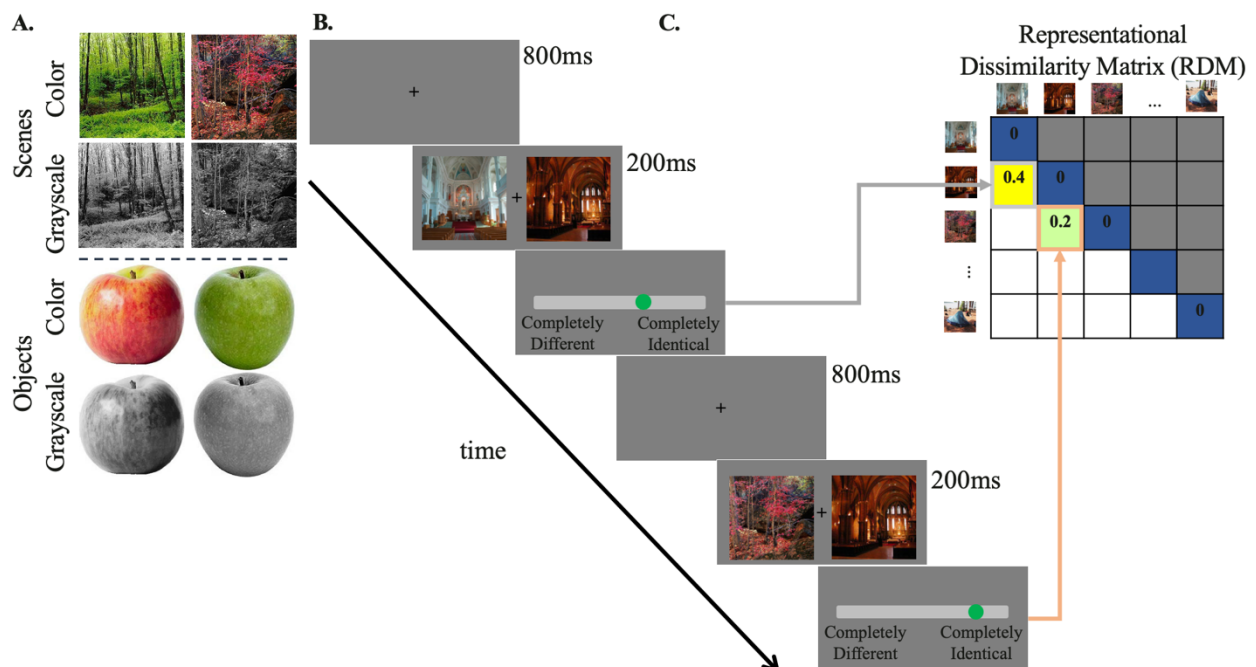 A.
Scenes
Color
Grayscale
Objects
Color
Grayscale
B.
800ms
+
200ms
+
Completely
Different
Completely
Identical
800ms
+
200ms
+
Completely
Different
Completely
Identical
time
C.
Representational
Dissimilarity Matrix (RDM)
...
0
0.4
0
0.2
0
...
0